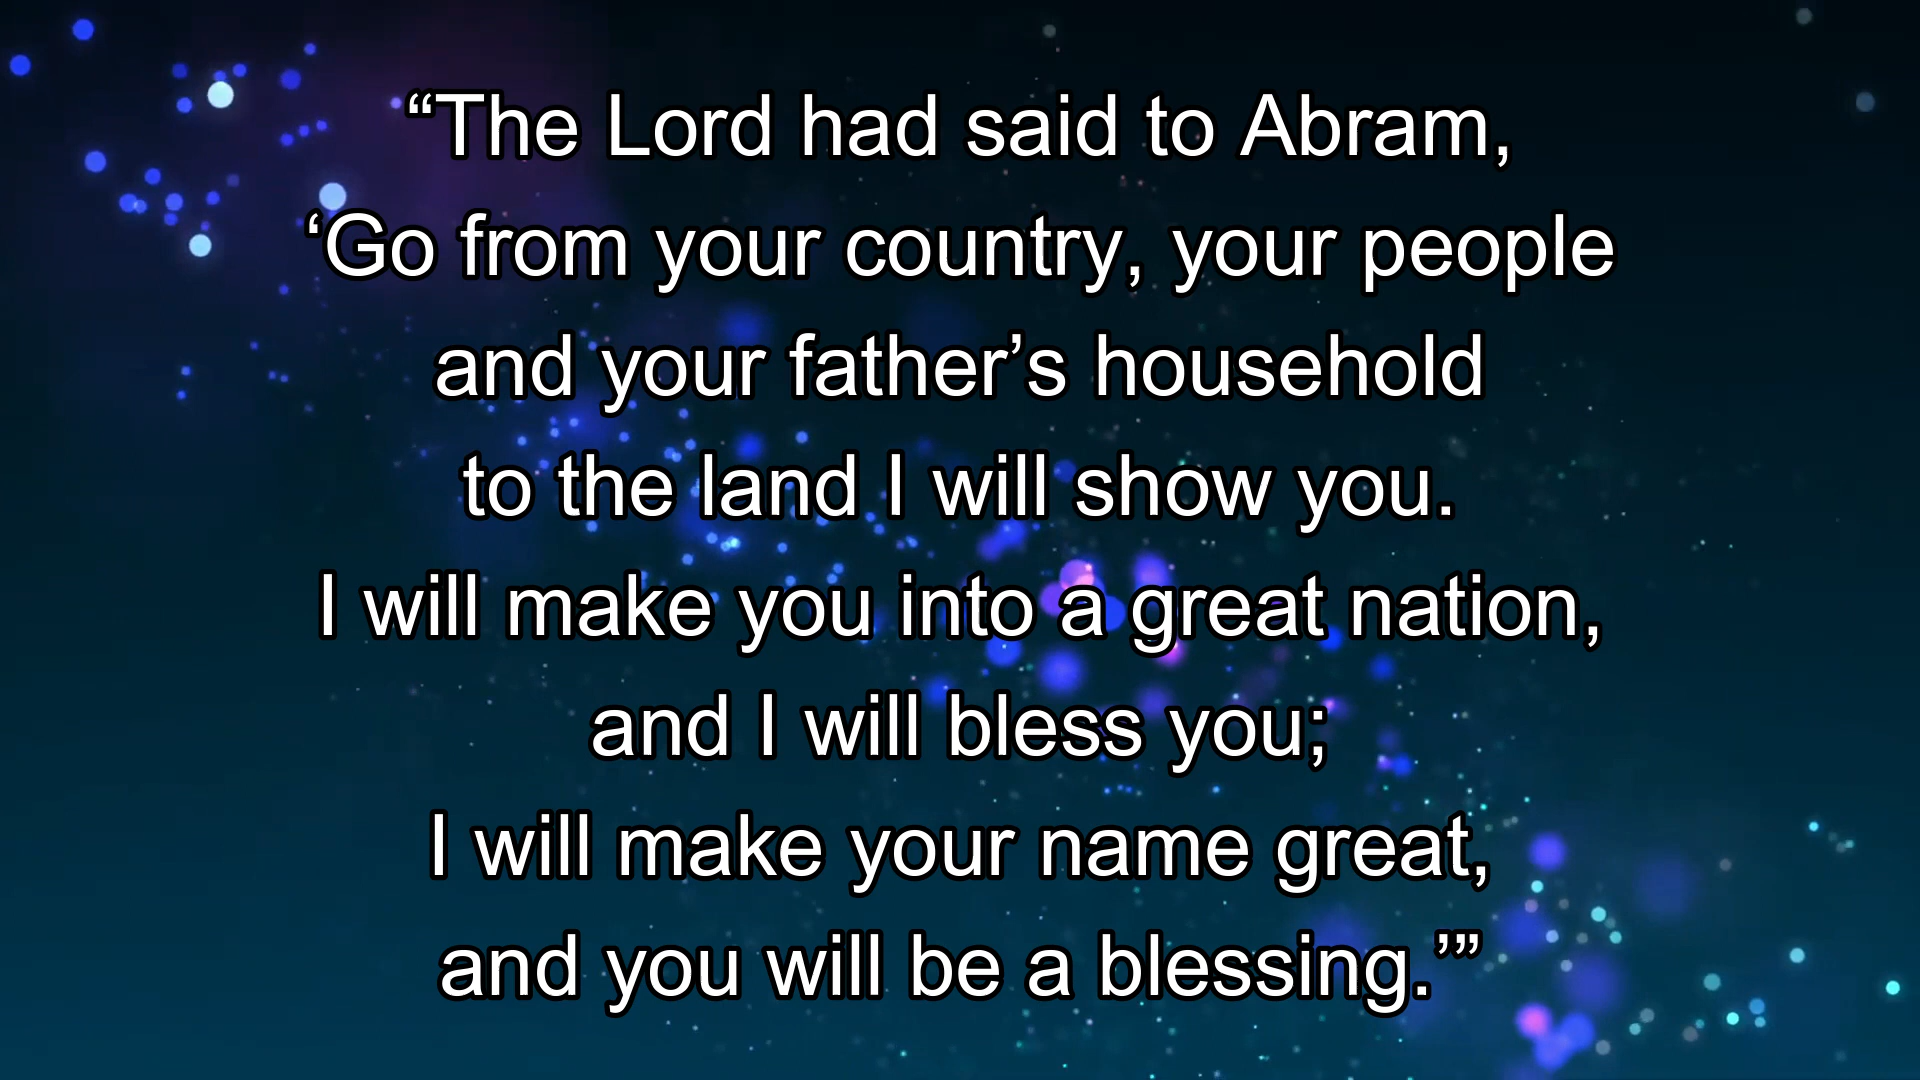 “The Lord had said to Abram,
‘Go from your country, your people
and your father’s household
to the land I will show you.
I will make you into a great nation,
and I will bless you;
I will make your name great,
and you will be a blessing.’”